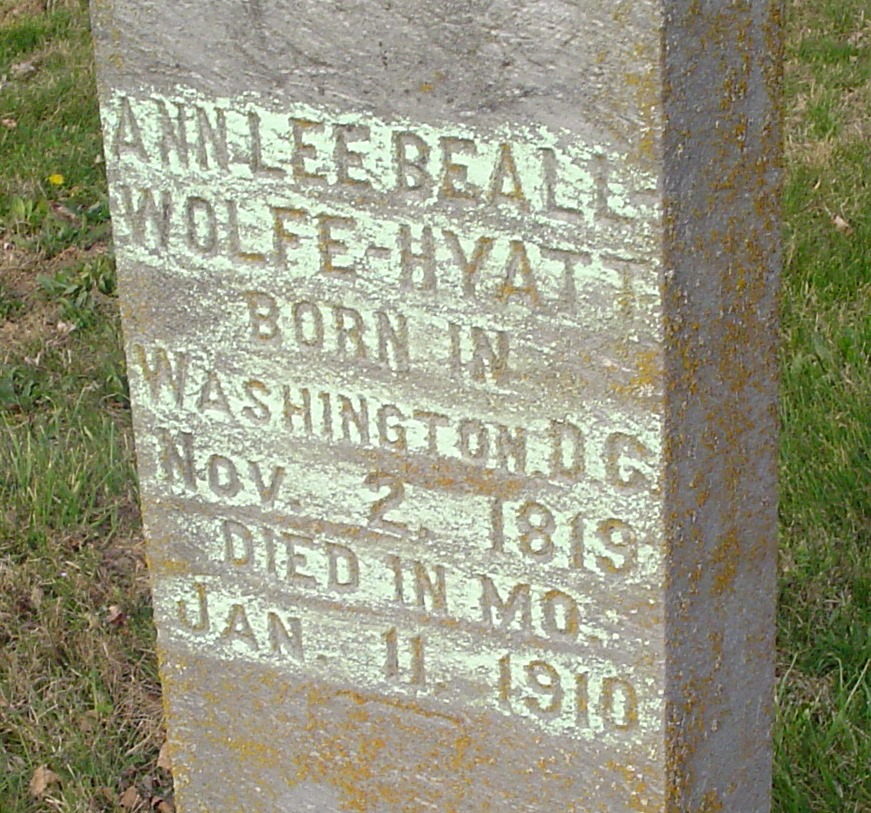 ANN LEE BEALL-
WOLFE-HYATT
BORN IN
WASHINGTON D C
NOV. 2. 1819
DIED IN MO.
JAN. 11. 1910